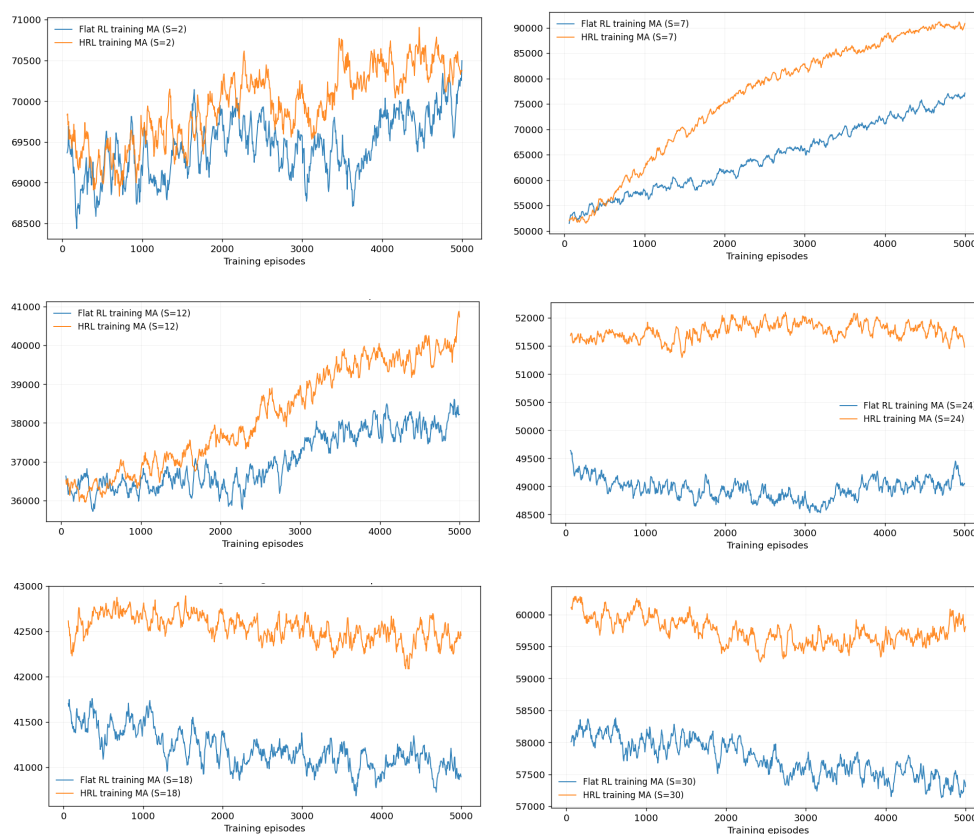 71000
70500
70000
69500
69000
68500
Flat RL training MA (S=2)
HRL training MA (S=2)
0 1000 2000 3000 4000 5000
Training episodes
90000
85000
80000
75000
70000
65000
60000
55000
50000
Flat RL training MA (S=7)
HRL training MA (S=7)
0 1000 2000 3000 4000 5000
Training episodes
41000
40000
39000
38000
37000
36000
Flat RL training MA (S=12)
HRL training MA (S=12)
0 1000 2000 3000 4000 5000
Training episodes
52000
51500
51000
50500
50000
49500
49000
48500
Flat RL training MA (S=24)
HRL training MA (S=24)
0 1000 2000 3000 4000 5000
Training episodes
43000
42500
42000
41500
41000
Flat RL training MA (S=18)
HRL training MA (S=18)
0 1000 2000 3000 4000 5000
Training episodes
60000
59500
59000
58500
58000
57500
57000
Flat RL training MA (S=30)
HRL training MA (S=30)
0 1000 2000 3000 4000 5000
Training episodes